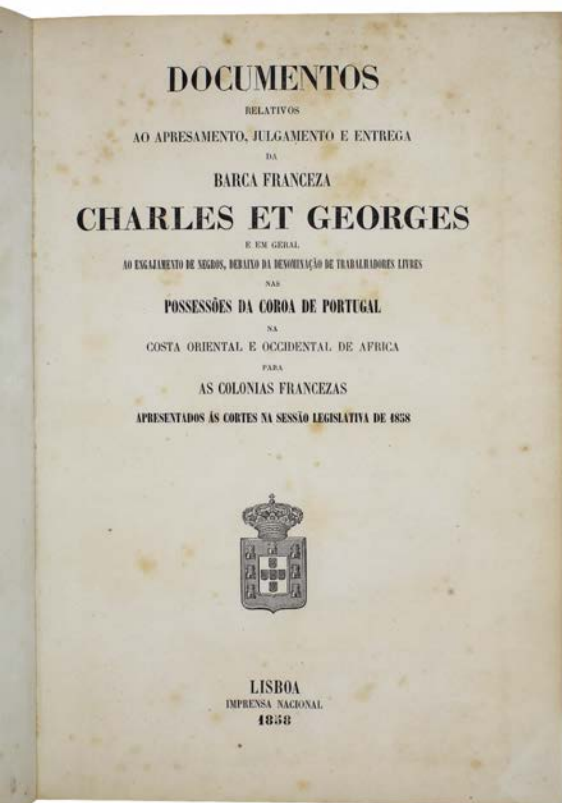 DOCUMENTOS
RELATIVOS
AO APRESAMENTO, JULGAMENTO E ENTREGA
DA
BARCA FRANCEZA
CHARLES ET GEORGES
E EM GERAL
AO ENGAJAMENTO DE NEGROS, DEBAIXO DA DENOMINAÇÃO DE TRABALHADORES LIVRES
NAS
POSSESSÕES DA COROA DE PORTUGAL
NA
COSTA ORIENTAL E OCCIDENTAL DE AFRICA
PARA
AS COLONIAS FRANCEZAS
APRESENTADOS ÁS CORTES NA SESSÃO LEGISLATIVA DE 1858
LISBOA
IMPRENSA NACIONAL
1858